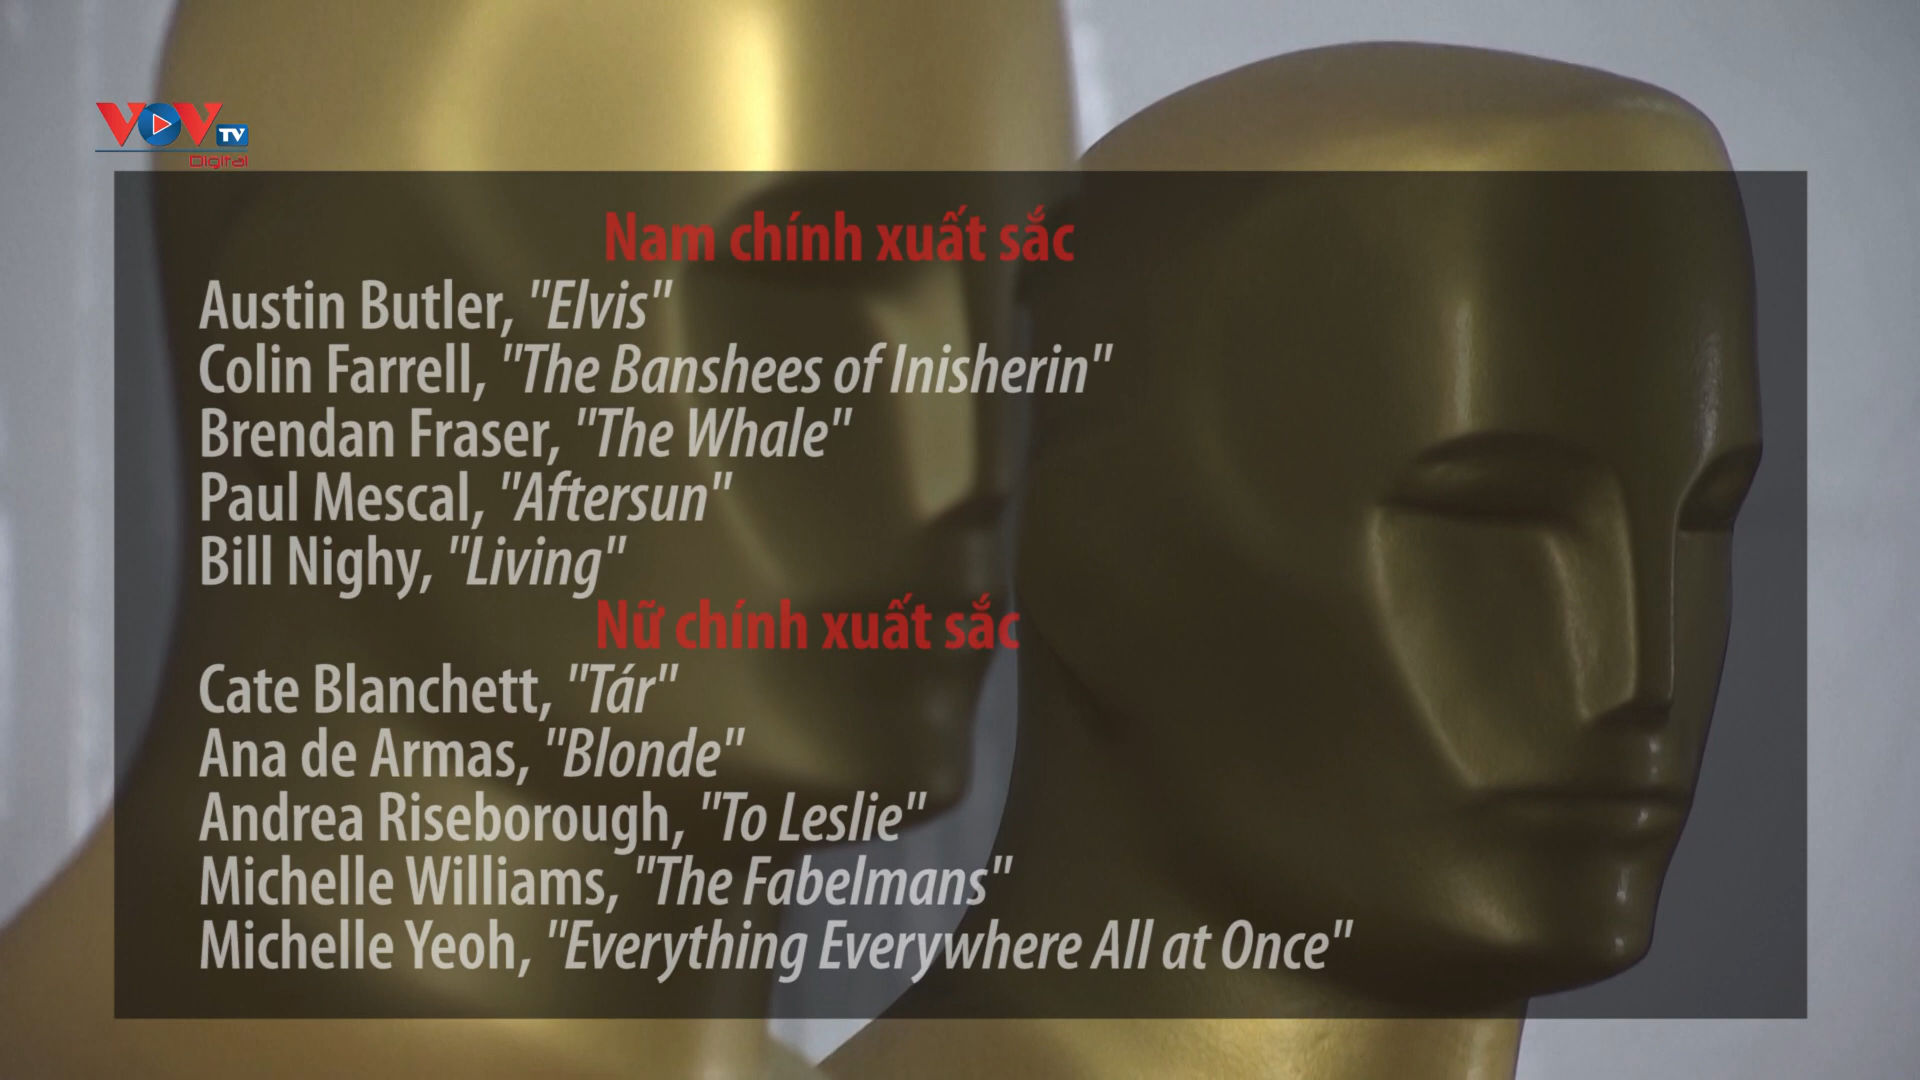 VOV TV
Digital
Nam chính xuất sắc
Austin Butler, "Elvis"
Colin Farrell, "The Banshees of Inisherin"
Brendan Fraser, "The Whale"
Paul Mescal, "Aftersun"
Bill Nighy, "Living"
Nữ chính xuất sắc
Cate Blanchett, "Tár"
Ana de Armas, "Blonde"
Andrea Riseborough, "To Leslie"
Michelle Williams, "The Fabelmans"
Michelle Yeoh, "Everything Everywhere All at Once"